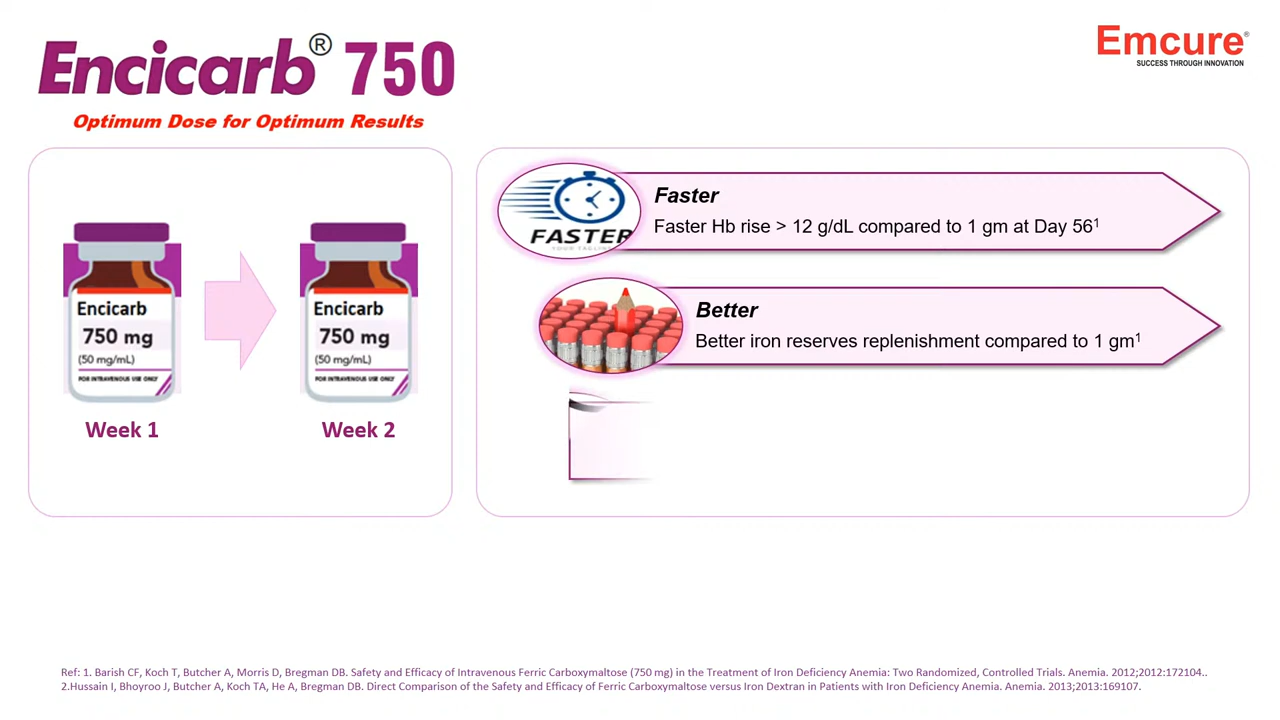 Encicarb® 750
Optimum Dose for Optimum Results
Emcure®
SUCCESS THROUGH INNOVATION
Encicarb
750 mg
(50 mg/mL)
FOR INTRAVENOUS USE ONLY
Week 1
Encicarb
750 mg
(50 mg/mL)
FOR INTRAVENOUS USE ONLY
Week 2
FASTER
YOUR TAGLINE
Faster
Faster Hb rise > 12 g/dL compared to 1 gm at Day 56¹
Better
Better iron reserves replenishment compared to 1 gm¹
Ref: 1. Barish CF, Koch T, Butcher A, Morris D, Bregman DB. Safety and Efficacy of Intravenous Ferric Carboxymaltose (750 mg) in the Treatment of Iron Deficiency Anemia: Two Randomized, Controlled Trials. Anemia. 2012;2012:172104..
2.Hussain I, Bhoyroo J, Butcher A, Koch TA, He A, Bregman DB. Direct Comparison of the Safety and Efficacy of Ferric Carboxymaltose versus Iron Dextran in Patients with Iron Deficiency Anemia. Anemia. 2013;2013:169107.